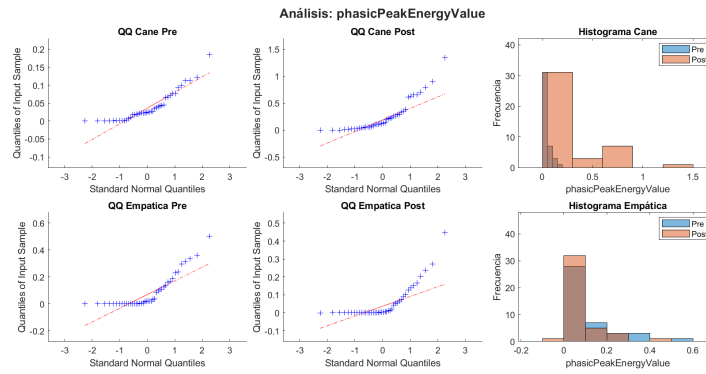 Análisis: phasicPeakEnergyValue
QQ Cane Pre
Quantiles of Input Sample
0.2
0.15
0.1
0.05
0
-0.05
-0.1
-3 -2 -1 0 1 2 3
Standard Normal Quantiles
QQ Cane Post
Quantiles of Input Sample
1.5
1
0.5
0
-0.5
-3 -2 -1 0 1 2 3
Standard Normal Quantiles
Histograma Cane
Frecuencia
40
30
20
10
0
0 0.5 1 1.5
phasicPeakEnergyValue
Pre
Post
QQ Empatica Pre
Quantiles of Input Sample
0.6
0.4
0.2
0
-0.2
-3 -2 -1 0 1 2 3
Standard Normal Quantiles
QQ Empatica Post
Quantiles of Input Sample
0.5
0.4
0.3
0.2
0.1
0
-0.1
-3 -2 -1 0 1 2 3
Standard Normal Quantiles
Histograma Empática
Frecuencia
40
30
20
10
0
-0.2 0 0.2 0.4 0.6
phasicPeakEnergyValue
Pre
Post